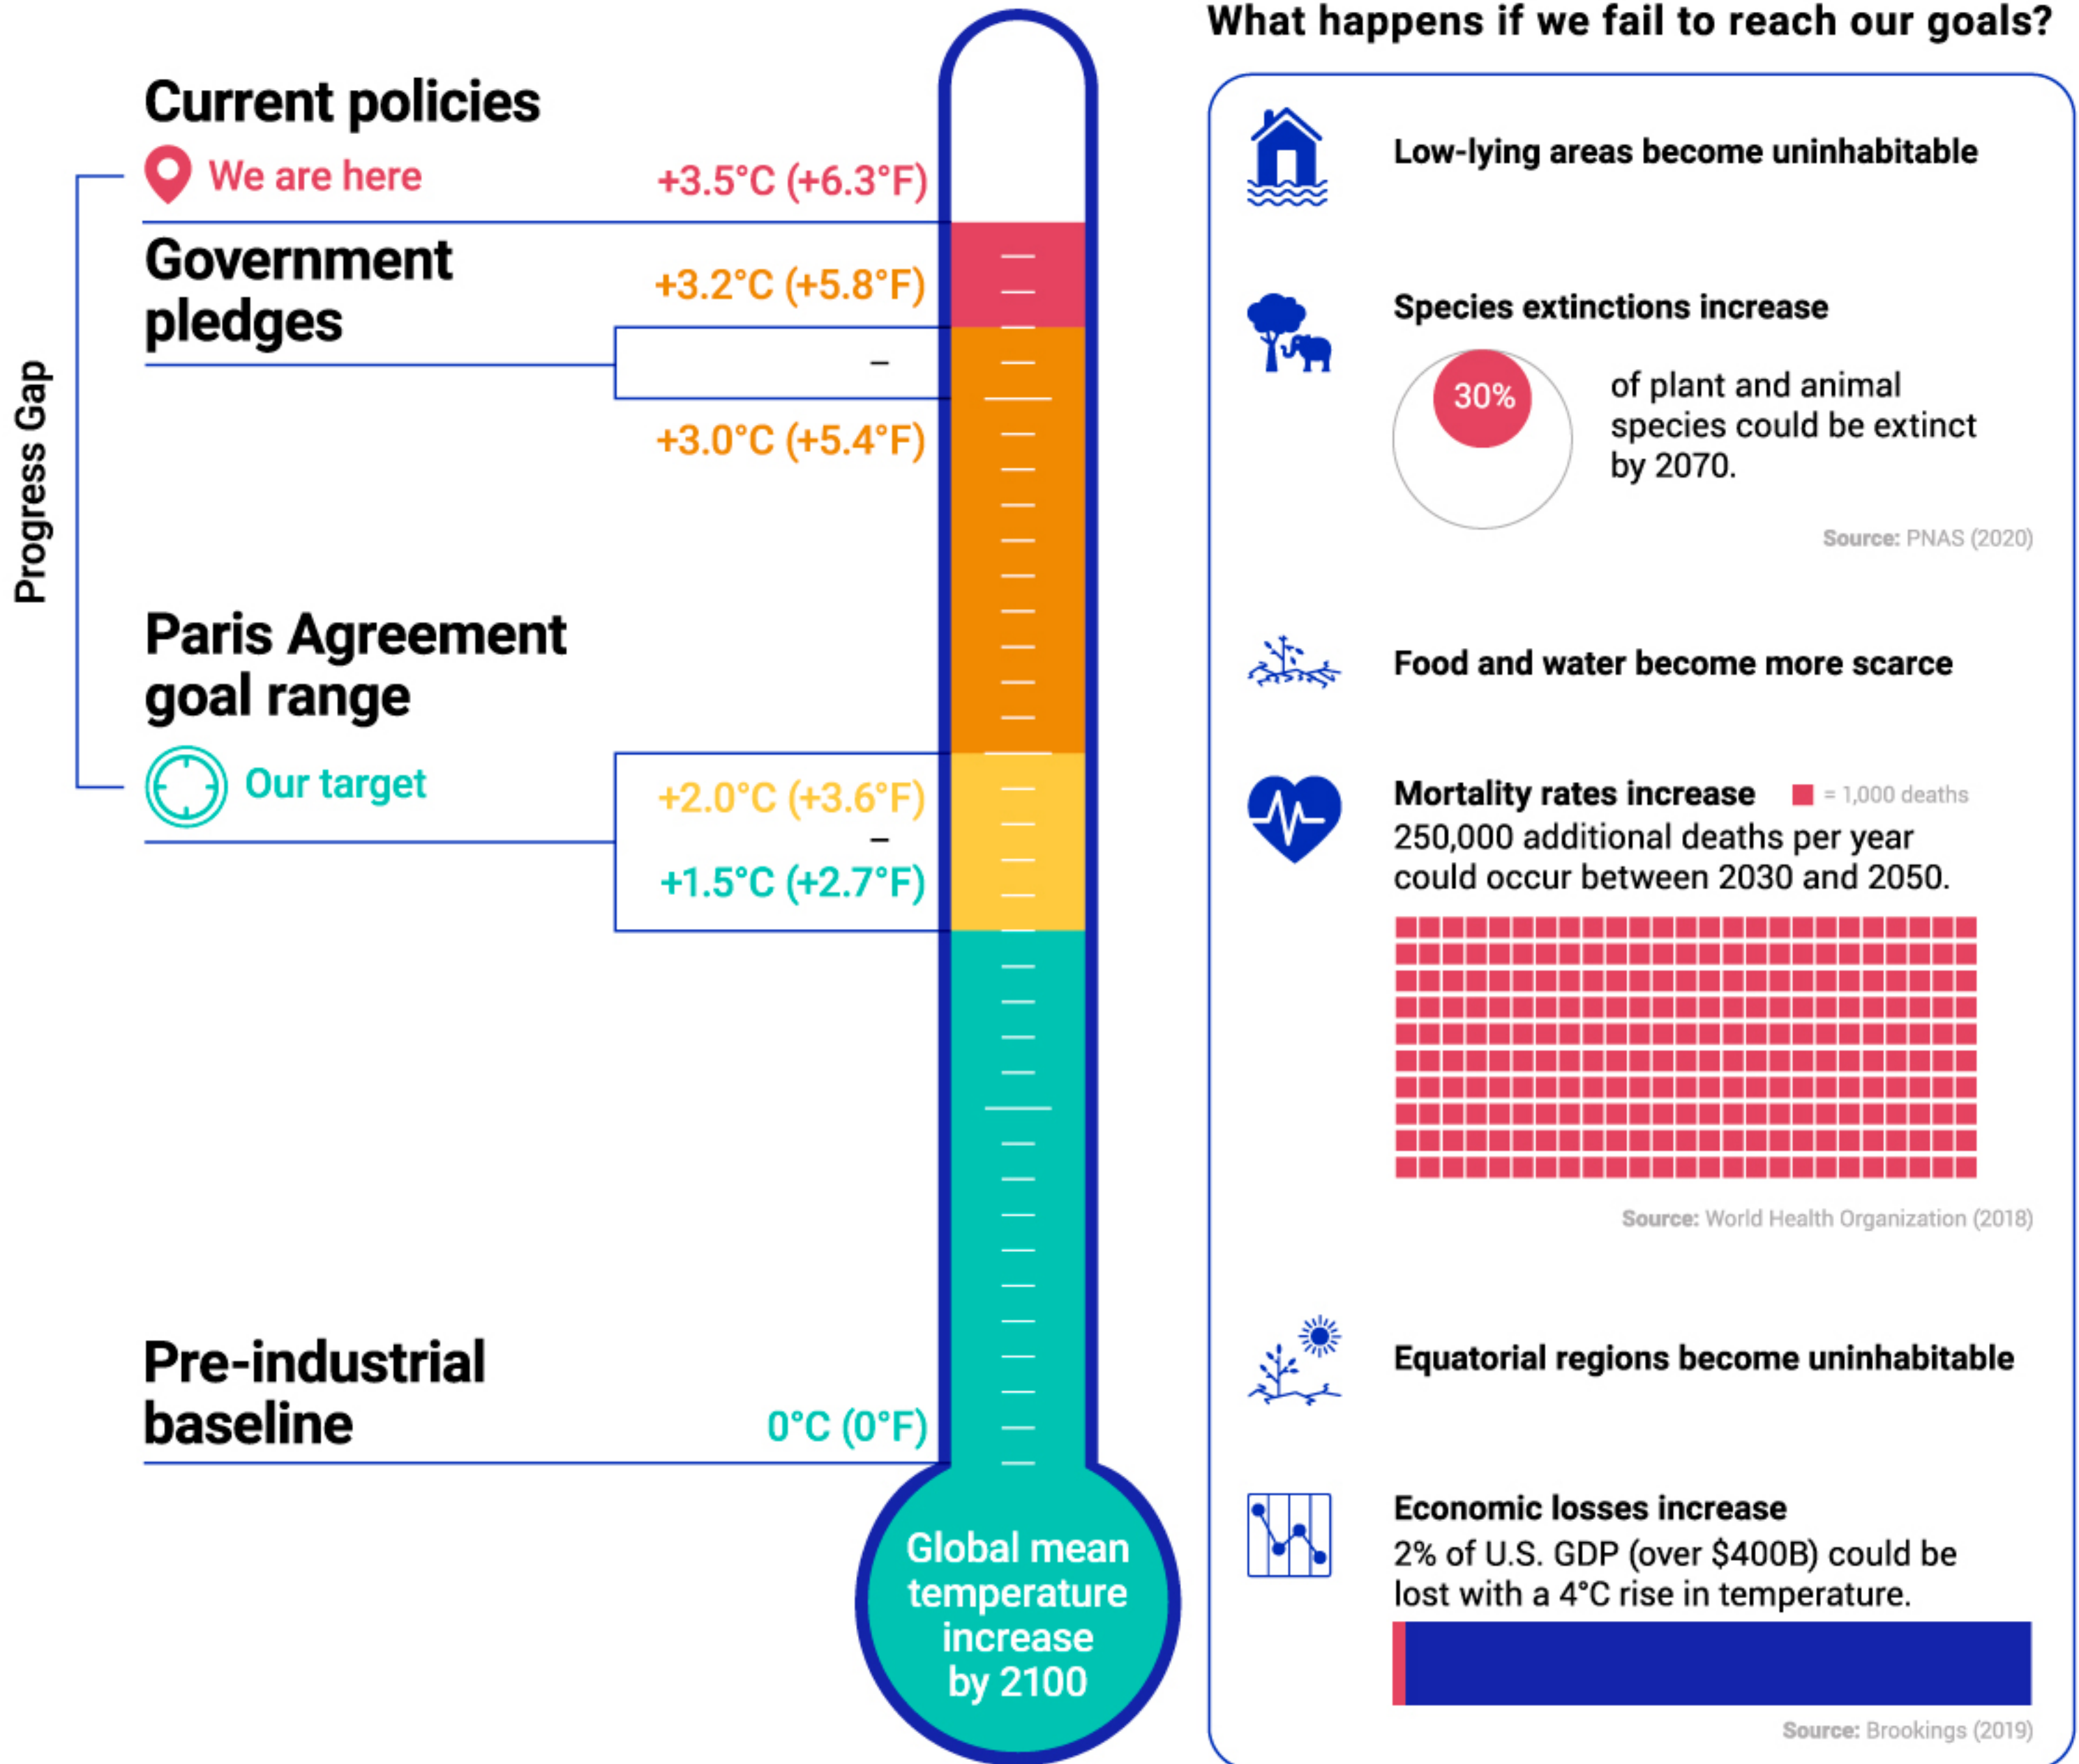 What happens if we fail to reach our goals?
Current policies
We are here
+3.5°C (+6.3°F)
Government
pledges
+3.2°C (+5.8°F)
–
+3.0°C (+5.4°F)
Progress Gap
Paris Agreement
goal range
Our target
+2.0°C (+3.6°F)
–
+1.5°C (+2.7°F)
Pre-industrial
baseline
0°C (0°F)
Global mean
temperature
increase
by 2100
Low-lying areas become uninhabitable
Species extinctions increase
30%
of plant and animal
species could be extinct
by 2070.
Source: PNAS (2020)
Food and water become more scarce
Mortality rates increase
= 1,000 deaths
250,000 additional deaths per year
could occur between 2030 and 2050.
Source: World Health Organization (2018)
Equatorial regions become uninhabitable
Economic losses increase
2% of U.S. GDP (over $400B) could be
lost with a 4°C rise in temperature.
Source: Brookings (2019)